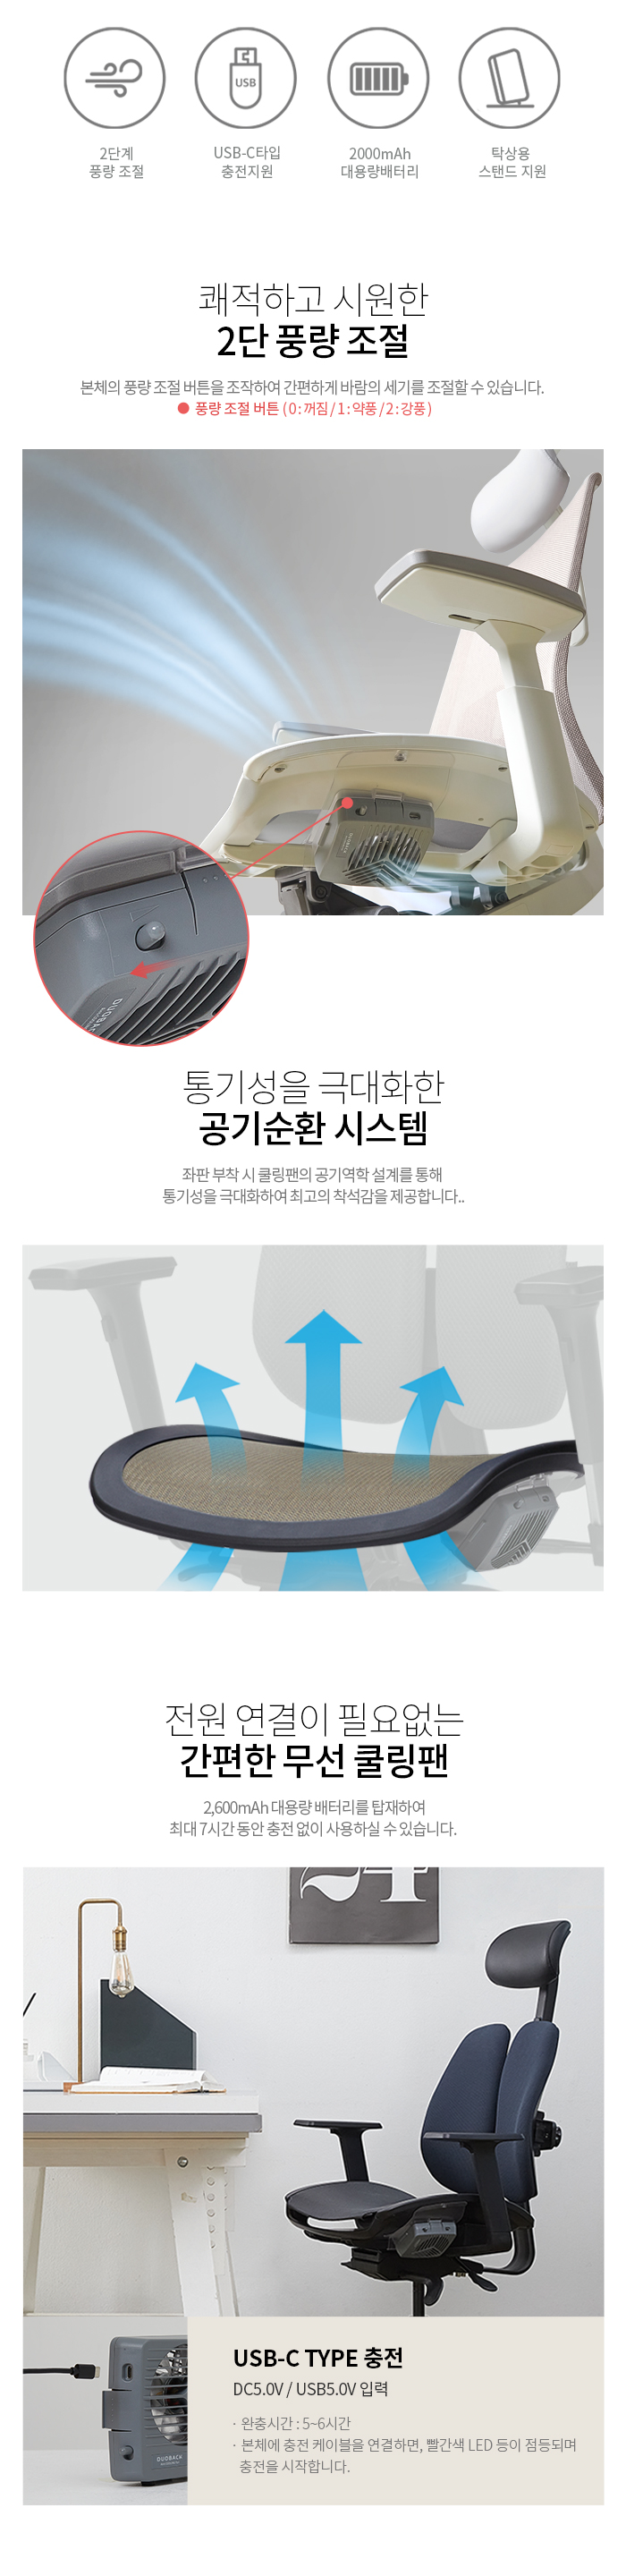 USB
2단계
풍량 조절
USB-C타입
충전지원
2000mAh
대용량배터리
탁상용
스탠드 지원
쾌적하고 시원한
2단 풍량 조절
본체의 풍량 조절 버튼을 조작하여 간편하게 바람의 세기를 조절할 수 있습니다.
● 풍량 조절 버튼 ( 0 : 꺼짐 / 1 : 약풍 / 2 : 강풍 )
통기성을 극대화한
공기순환 시스템
좌판 부착 시 쿨링팬의 공기역학 설계를 통해
통기성을 극대화하여 최고의 착석감을 제공합니다..
전원 연결이 필요없는
간편한 무선 쿨링팬
2,600mAh 대용량 배터리를 탑재하여
최대 7시간 동안 충전 없이 사용하실 수 있습니다.
24
USB-C TYPE 충전
DC5.0V / USB5.0V 입력
· 완충시간 : 5~6시간
· 본체에 충전 케이블을 연결하면, 빨간색 LED 등이 점등되며
충전을 시작합니다.
DUOBACK